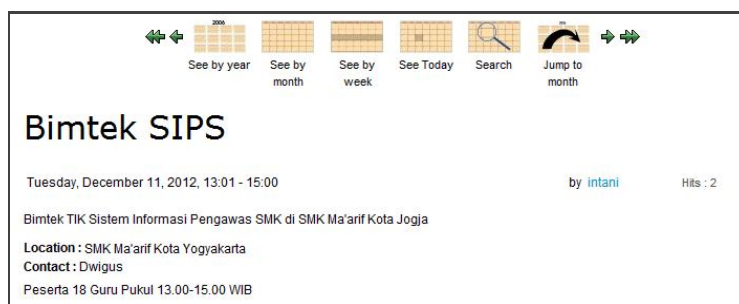 2006
See by year
See by month
See by week
See Today
Search
Jump to month
Bimtek SIPS
Tuesday, December 11, 2012, 13:01 - 15:00
by intani
Hits : 2
Bimtek TIK Sistem Informasi Pengawas SMK di SMK Ma'arif Kota Jogja
Location : SMK Ma'arif Kota Yogyakarta
Contact : Dwigus
Peserta 18 Guru Pukul 13.00-15.00 WIB